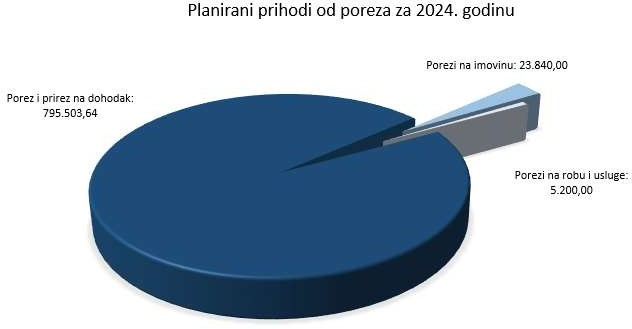 Planirani prihodi od poreza za 2024. godinu
Porezi na imovinu: 23.840,00
Porez i prirez na dohodak:
795.503,64
Porezi na robu i usluge:
5.200,00